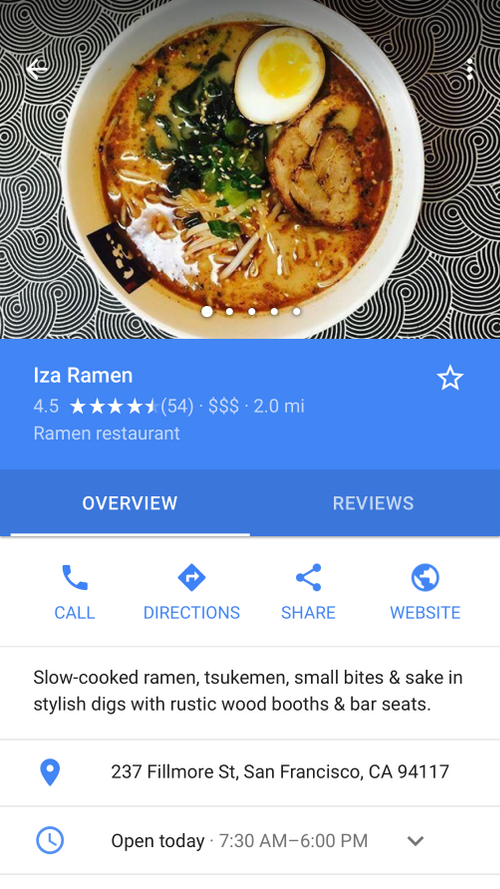 Iza Ramen
4.5 ★★★★⯨ (54) · $$$ · 2.0 mi
Ramen restaurant
OVERVIEW REVIEWS
CALL DIRECTIONS SHARE WEBSITE
Slow-cooked ramen, tsukemen, small bites & sake in
stylish digs with rustic wood booths & bar seats.
237 Fillmore St, San Francisco, CA 94117
Open today · 7:30 AM–6:00 PM